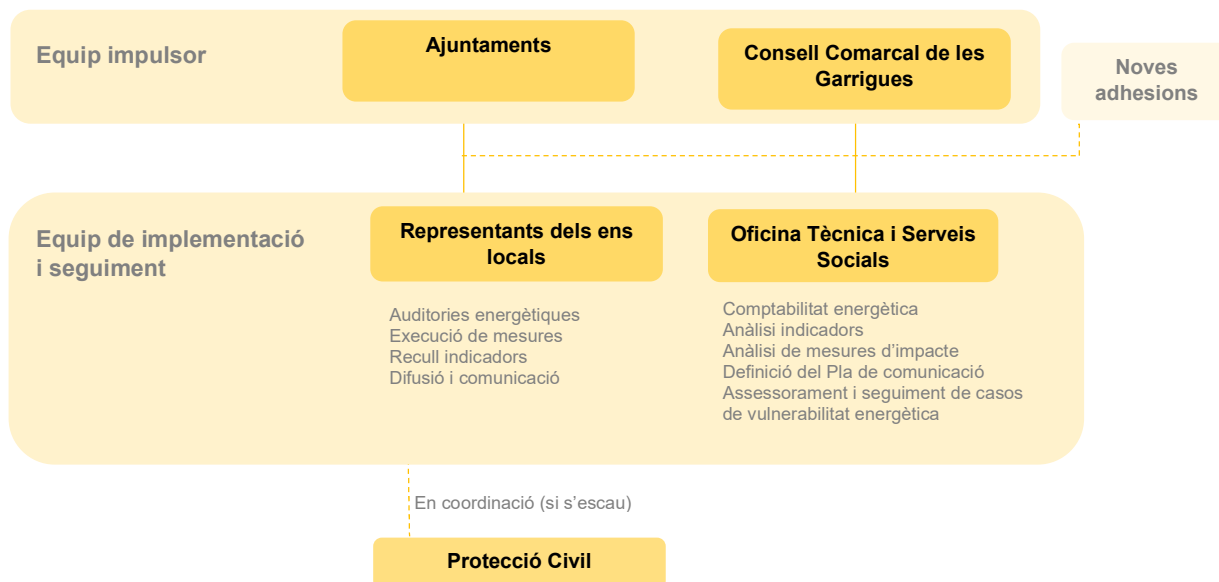 Equip impulsor
Ajuntaments
Consell Comarcal de les
Garrigues
Noves
adhesions
Equip de implementació
i seguiment
Representants dels ens
locals
Auditories energètiques
Execució de mesures
Recull indicadors
Difusió i comunicació
Oficina Tècnica i Serveis
Socials
Comptabilitat energètica
Anàlisi indicadors
Anàlisi de mesures d’impacte
Definició del Pla de comunicació
Assessorament i seguiment de casos
de vulnerabilitat energètica
En coordinació (si s’escau)
Protecció Civil